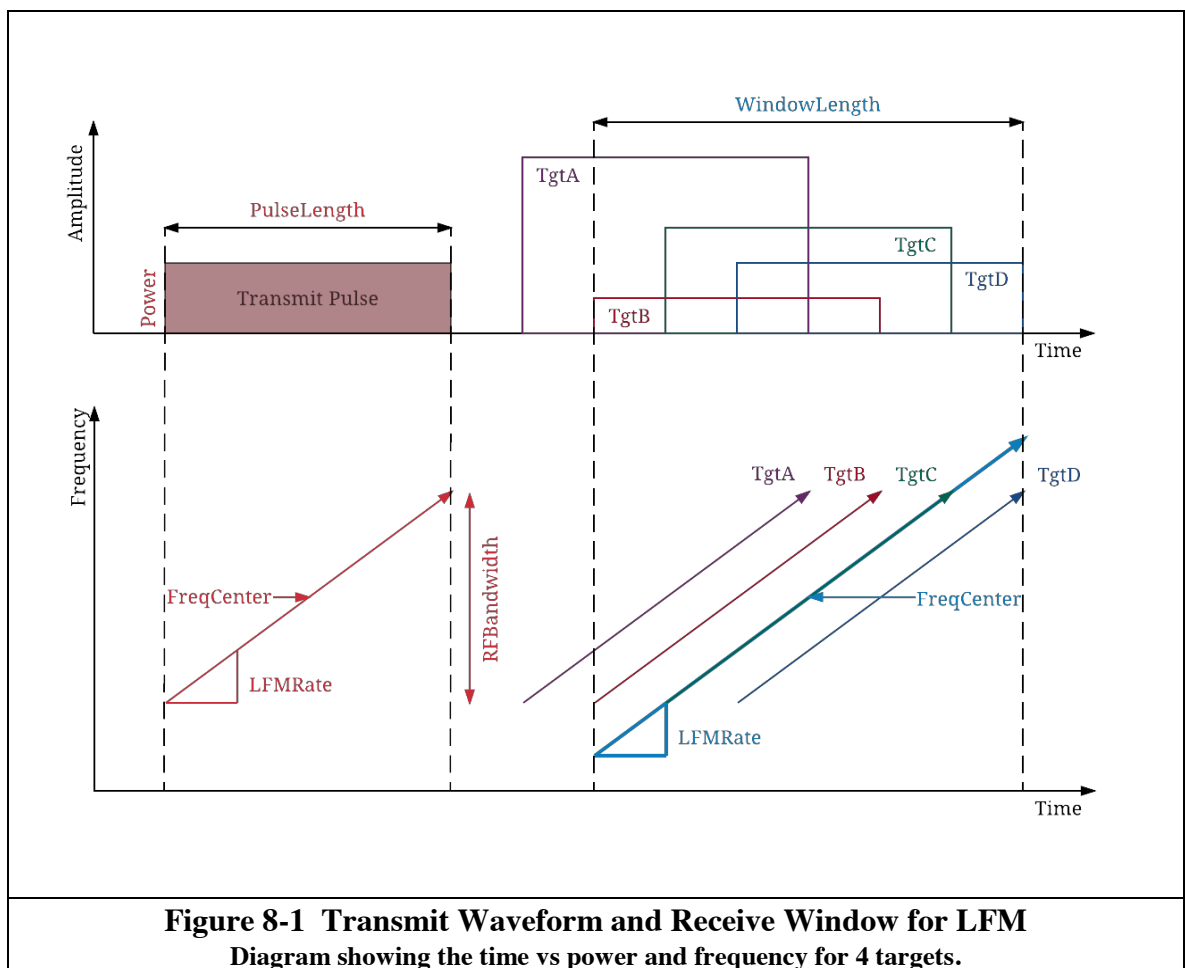 WindowLength
Amplitude
TgtA
PulseLength
TgtC
TgtD
Power
Transmit Pulse
TgtB
Time
Frequency
TgtA
TgtB
TgtC
TgtD
RFBandwidth
FreqCenter
FreqCenter
LFMRate
LFMRate
Time
Figure 8-1 Transmit Waveform and Receive Window for LFM
Diagram showing the time vs power and frequency for 4 targets.